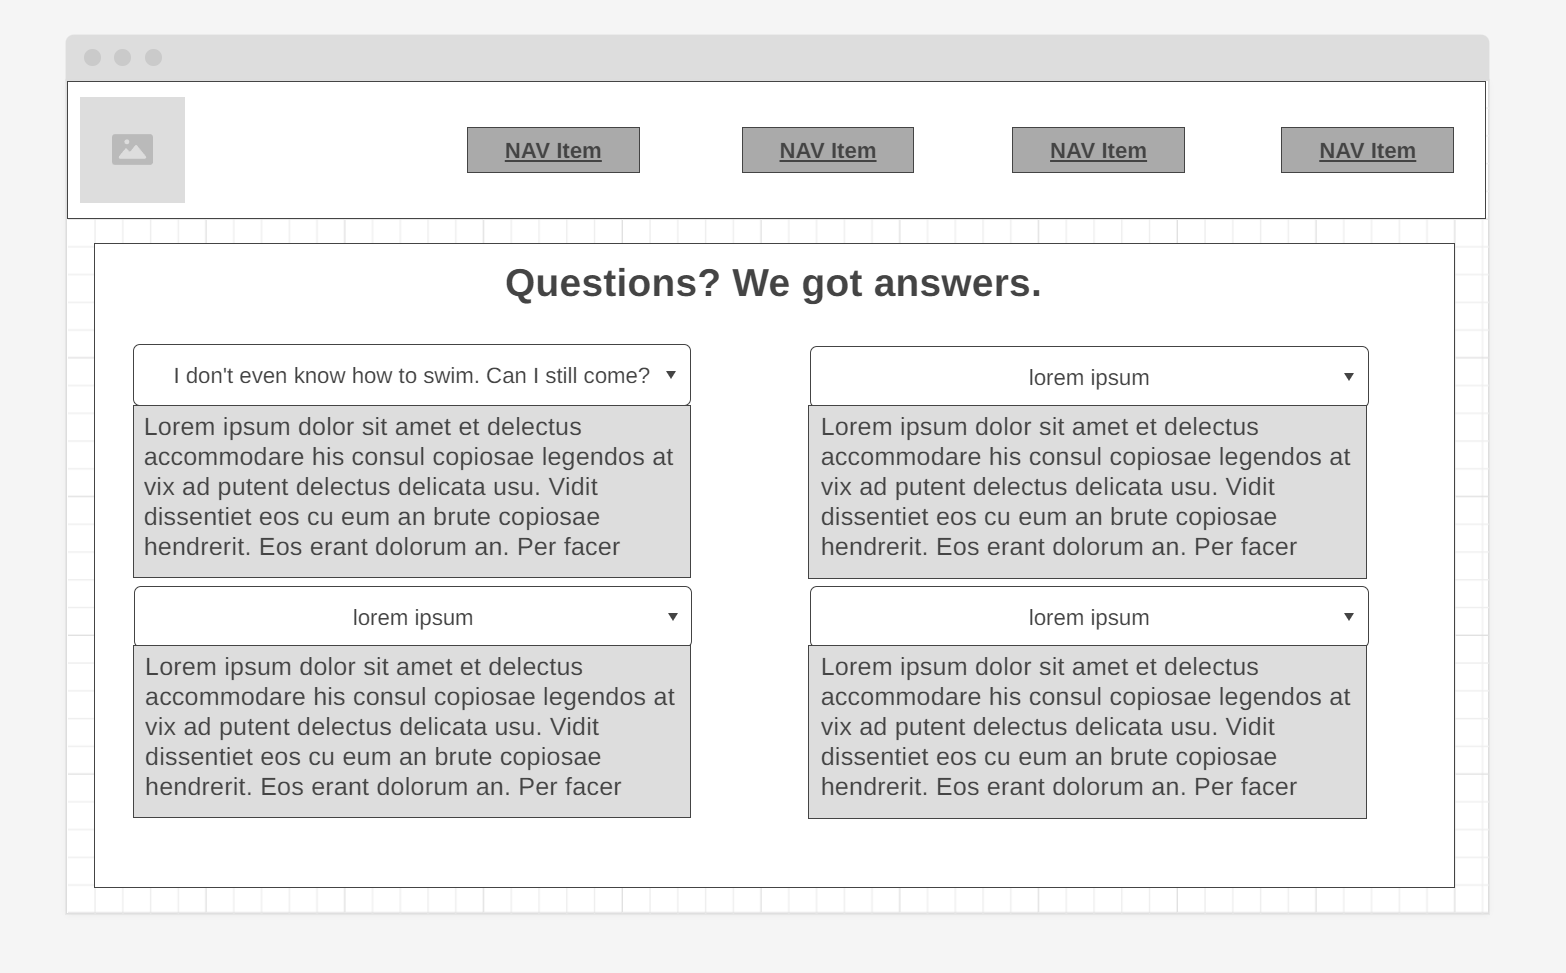 NAV Item
NAV Item
NAV Item
NAV Item
Questions? We got answers.
I don't even know how to swim. Can I still come?
Lorem ipsum dolor sit amet et delectus
accommodare his consul copiosae legendos at
vix ad putent delectus delicata usu. Vidit
dissentiet eos cu eum an brute copiosae
hendrerit. Eos erant dolorum an. Per facer
lorem ipsum
Lorem ipsum dolor sit amet et delectus
accommodare his consul copiosae legendos at
vix ad putent delectus delicata usu. Vidit
dissentiet eos cu eum an brute copiosae
hendrerit. Eos erant dolorum an. Per facer
lorem ipsum
Lorem ipsum dolor sit amet et delectus
accommodare his consul copiosae legendos at
vix ad putent delectus delicata usu. Vidit
dissentiet eos cu eum an brute copiosae
hendrerit. Eos erant dolorum an. Per facer
lorem ipsum
Lorem ipsum dolor sit amet et delectus
accommodare his consul copiosae legendos at
vix ad putent delectus delicata usu. Vidit
dissentiet eos cu eum an brute copiosae
hendrerit. Eos erant dolorum an. Per facer